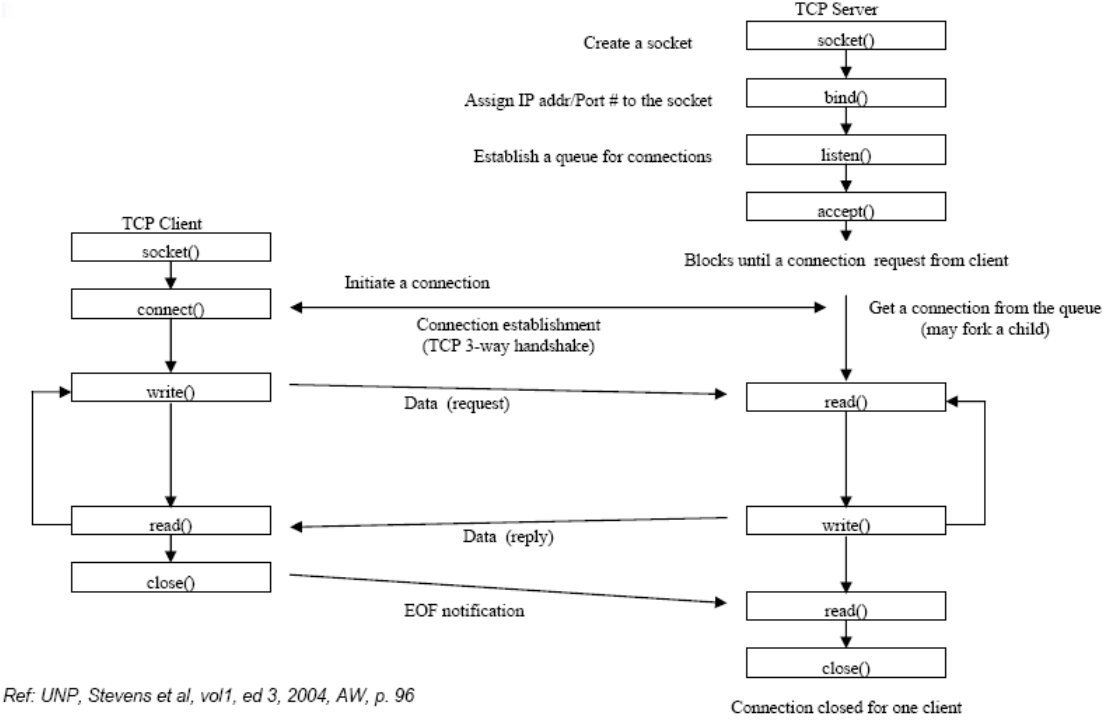 TCP Server
socket()
Create a socket
bind()
Assign IP addr/Port # to the socket
listen()
Establish a queue for connections
accept()
Blocks until a connection request from client
TCP Client
socket()
Initiate a connection
connect()
Connection establishment
(TCP 3-way handshake)
Get a connection from the queue
(may fork a child)
write()
Data (request)
read()
read()
Data (reply)
write()
close()
EOF notification
read()
close()
Connection closed for one client
Ref: UNP, Stevens et al, vol1, ed 3, 2004, AW, p. 96